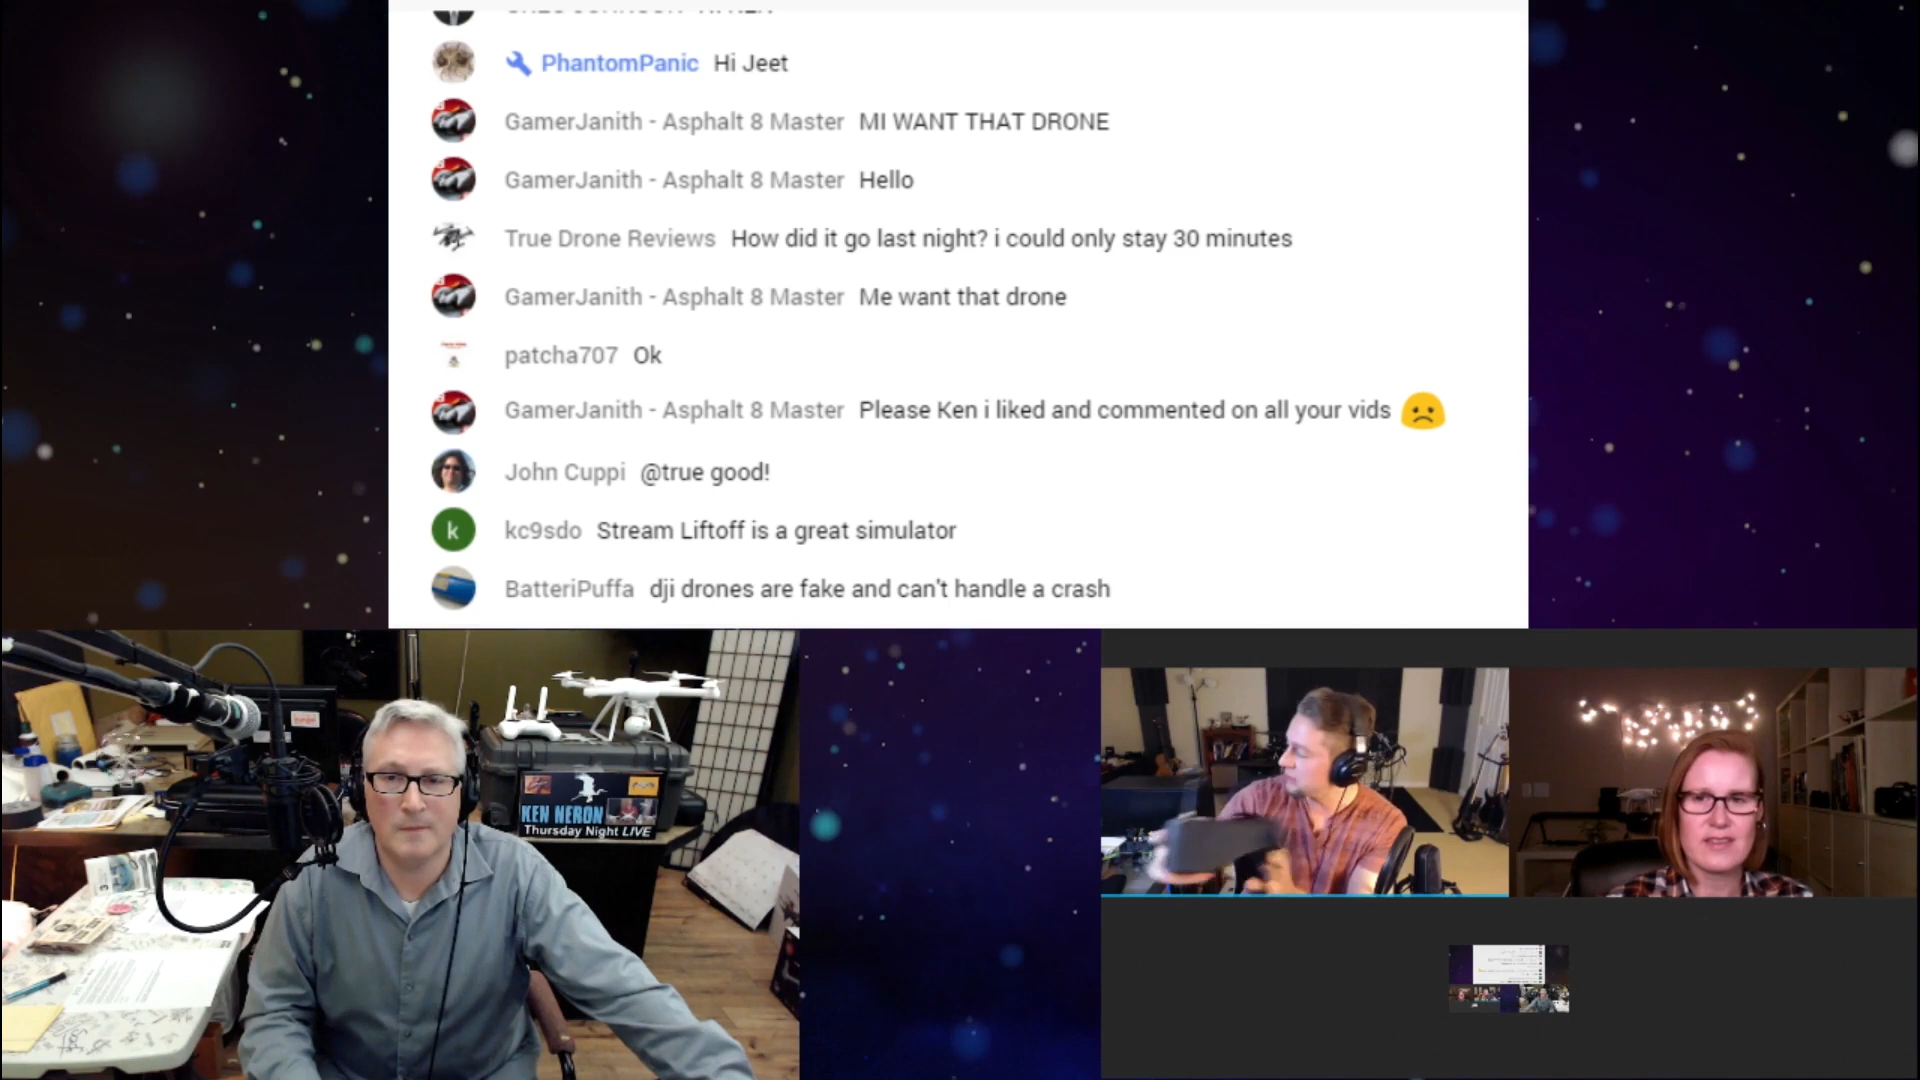 PhantomPanic Hi Jeet
GamerJanith - Asphalt 8 Master MI WANT THAT DRONE
GamerJanith - Asphalt 8 Master Hello
True Drone Reviews How did it go last night? i could only stay 30 minutes
GamerJanith - Asphalt 8 Master Me want that drone
patcha707 Ok
GamerJanith - Asphalt 8 Master Please Ken i liked and commented on all your vids
John Cuppi @true good!
k kc9sdo Stream Liftoff is a great simulator
BatteriPuffa dji drones are fake and can't handle a crash
KEN NERON
Thursday Night LIVE